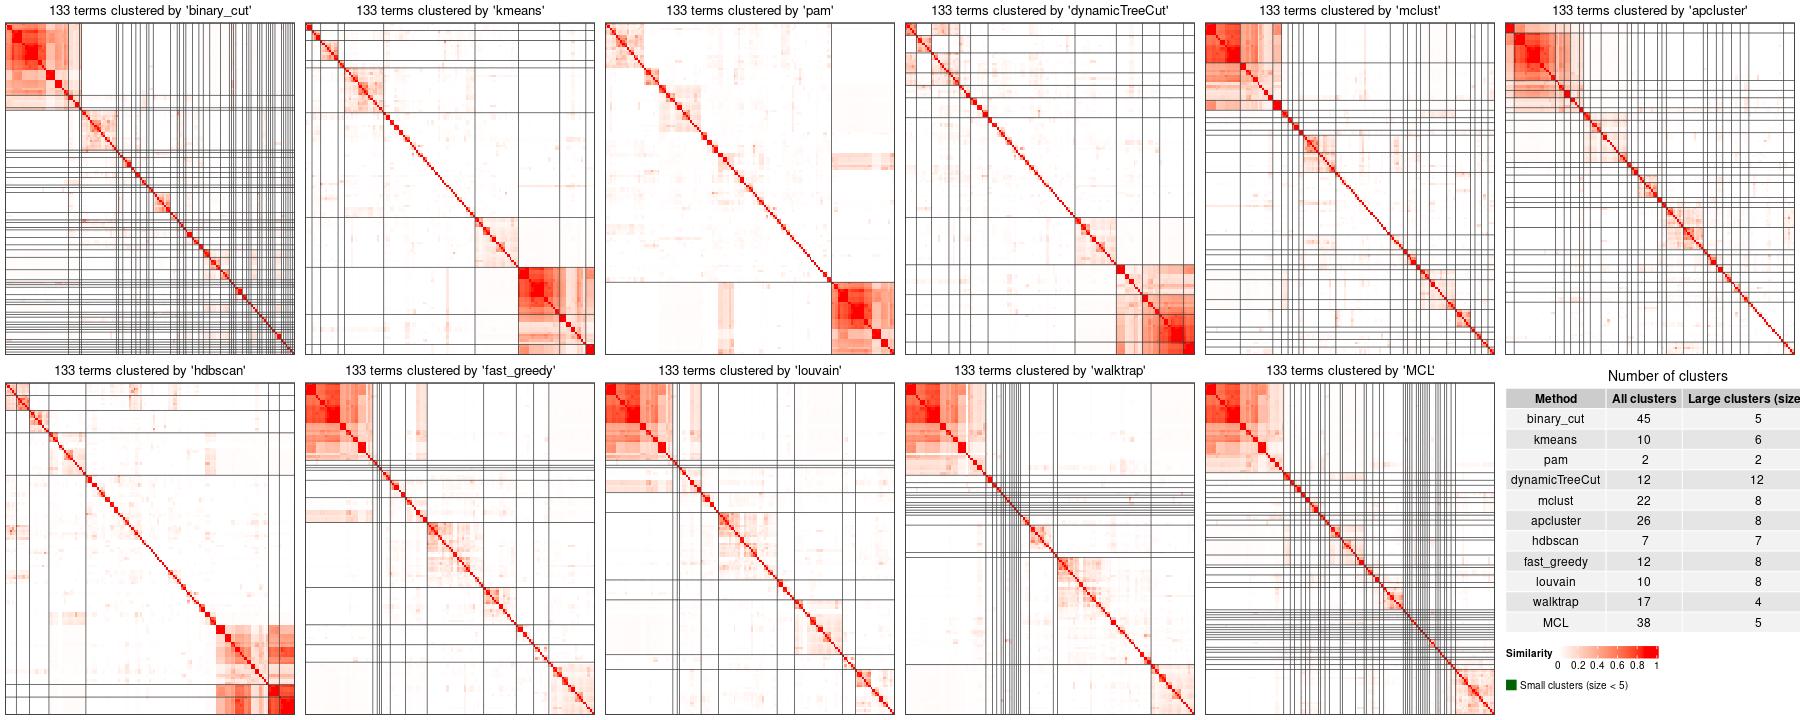 133 terms clustered by 'binary_cut'
133 terms clustered by 'kmeans'
133 terms clustered by 'pam'
133 terms clustered by 'dynamicTreeCut'
133 terms clustered by 'mclust'
133 terms clustered by 'apcluster'
133 terms clustered by 'hdbscan'
133 terms clustered by 'fast_greedy'
133 terms clustered by 'louvain'
133 terms clustered by 'walktrap'
133 terms clustered by 'MCL'
Number of clusters
Method All clusters Large clusters (size
binary_cut 45 5
kmeans 10 6
pam 2 2
dynamicTreeCut 12 12
mclust 22 8
apcluster 26 8
hdbscan 7 7
fast_greedy 12 8
louvain 10 8
walktrap 17 4
MCL 38 5
Similarity
0 0.2 0.4 0.6 0.8 1
Small clusters (size < 5)